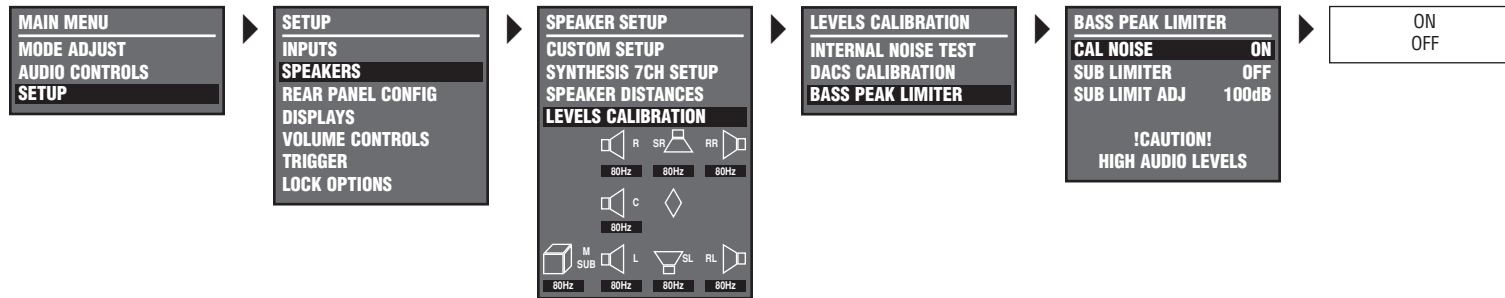 MAIN MENU
MODE ADJUST
AUDIO CONTROLS
SETUP
SETUP
INPUTS
SPEAKERS
REAR PANEL CONFIG
DISPLAYS
VOLUME CONTROLS
TRIGGER
LOCK OPTIONS
SPEAKER SETUP
CUSTOM SETUP
SYNTHESIS 7CH SETUP
SPEAKER DISTANCES
LEVELS CALIBRATION
R SR RR
80Hz 80Hz 80Hz
C
80Hz
M SUB L SL RL
80Hz 80Hz 80Hz 80Hz
LEVELS CALIBRATION
INTERNAL NOISE TEST
DACS CALIBRATION
BASS PEAK LIMITER
BASS PEAK LIMITER
CAL NOISE ON
SUB LIMITER OFF
SUB LIMIT ADJ 100dB
!CAUTION!
HIGH AUDIO LEVELS
ON
OFF